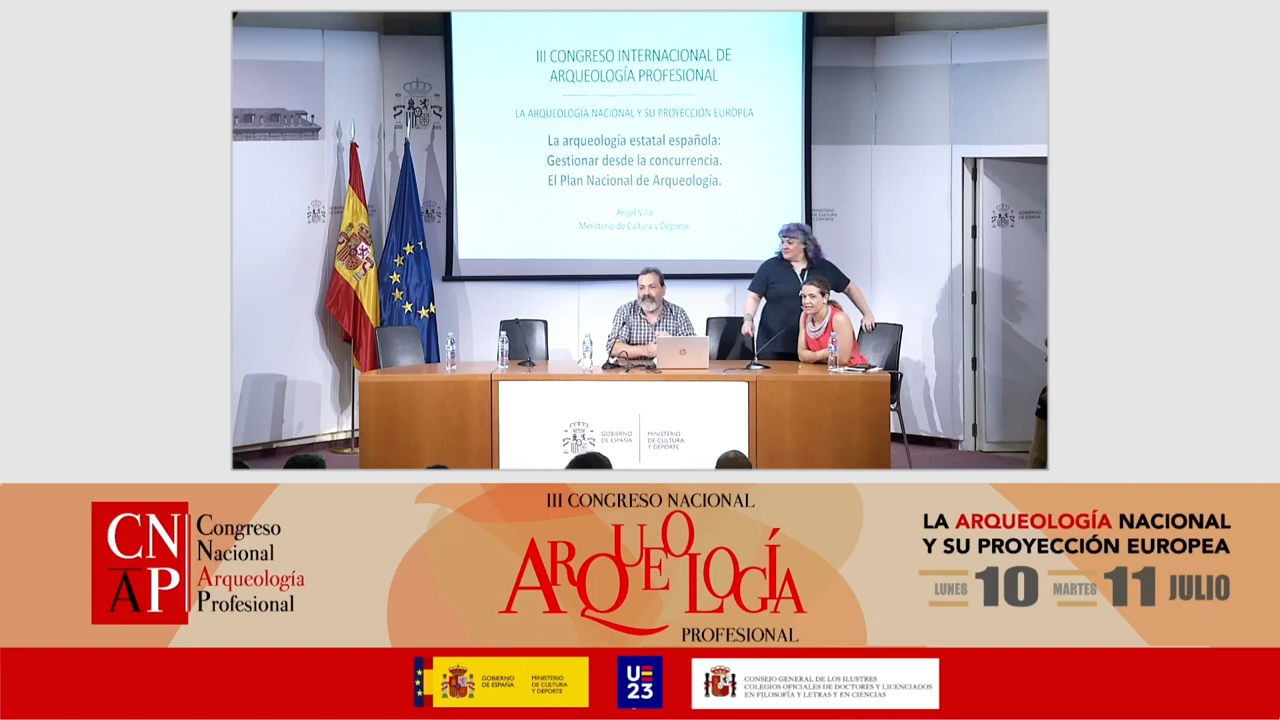 III CONGRESO INTERNACIONAL DE
ARQUEOLOGÍA PROFESIONAL
LA ARQUEOLOGÍA NACIONAL Y SU PROYECCIÓN EUROPEA
La arqueología estatal española:
Gestionar desde la concurrencia.
El Plan Nacional de Arqueología.
Ángel Villa
Ministerio de Cultura y Deporte.
hp
GOBIERNO
DE ESPAÑA
MINISTERIO
DE CULTURA
Y DEPORTE
CN
AP
Congreso
Nacional
Arqueología
Profesional
III CONGRESO NACIONAL
ARQUEOLOGÍA
PROFESIONAL
LA ARQUEOLOGÍA NACIONAL
Y SU PROYECCIÓN EUROPEA
LUNES 10 MARTES 11 JULIO
GOBIERNO
DE ESPAÑA
MINISTERIO
DE CULTURA
Y DEPORTE
UE
23
CONSEJO GENERAL DE LOS ILUSTRES
COLEGIOS OFICIALES DE DOCTORES Y LICENCIADOS
EN FILOSOFÍA Y LETRAS Y EN CIENCIAS